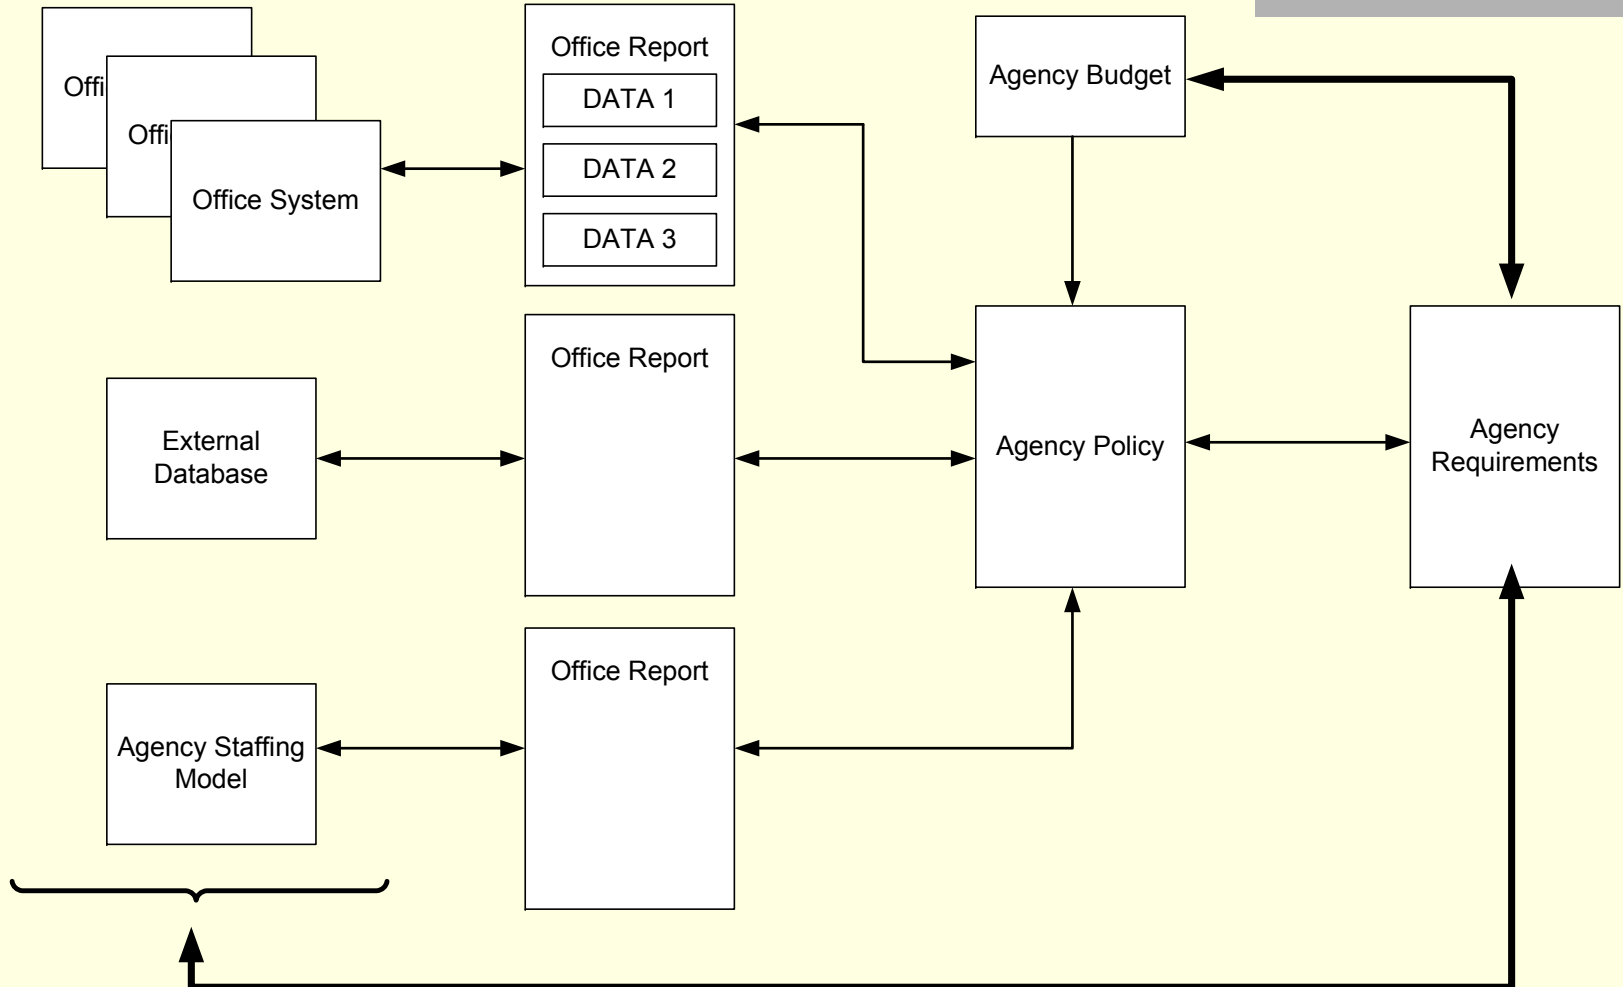 Offi
Offi
Office System
Office Report
DATA 1
DATA 2
DATA 3
Agency Budget
External
Database
Office Report
Agency Policy
Agency
Requirements
Agency Staffing
Model
Office Report